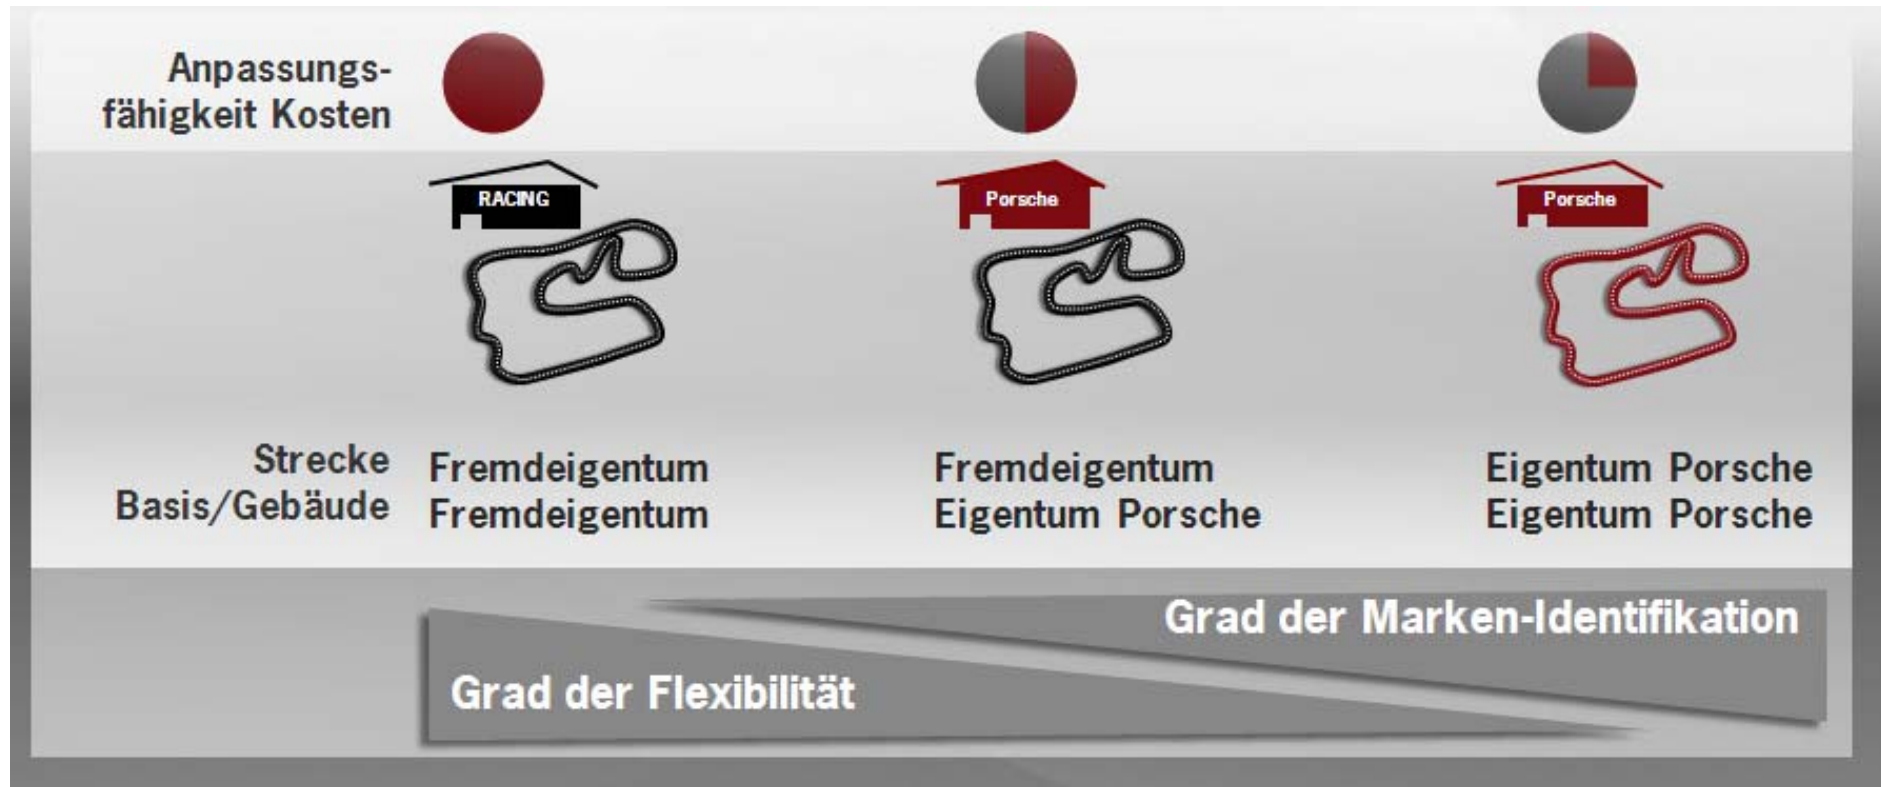 Anpassungs-
fähigkeit Kosten
RACING
Porsche
Porsche
Strecke
Basis/Gebäude
Fremdeigentum
Fremdeigentum
Fremdeigentum
Eigentum Porsche
Eigentum Porsche
Eigentum Porsche
Grad der Marken-Identifikation
Grad der Flexibilität